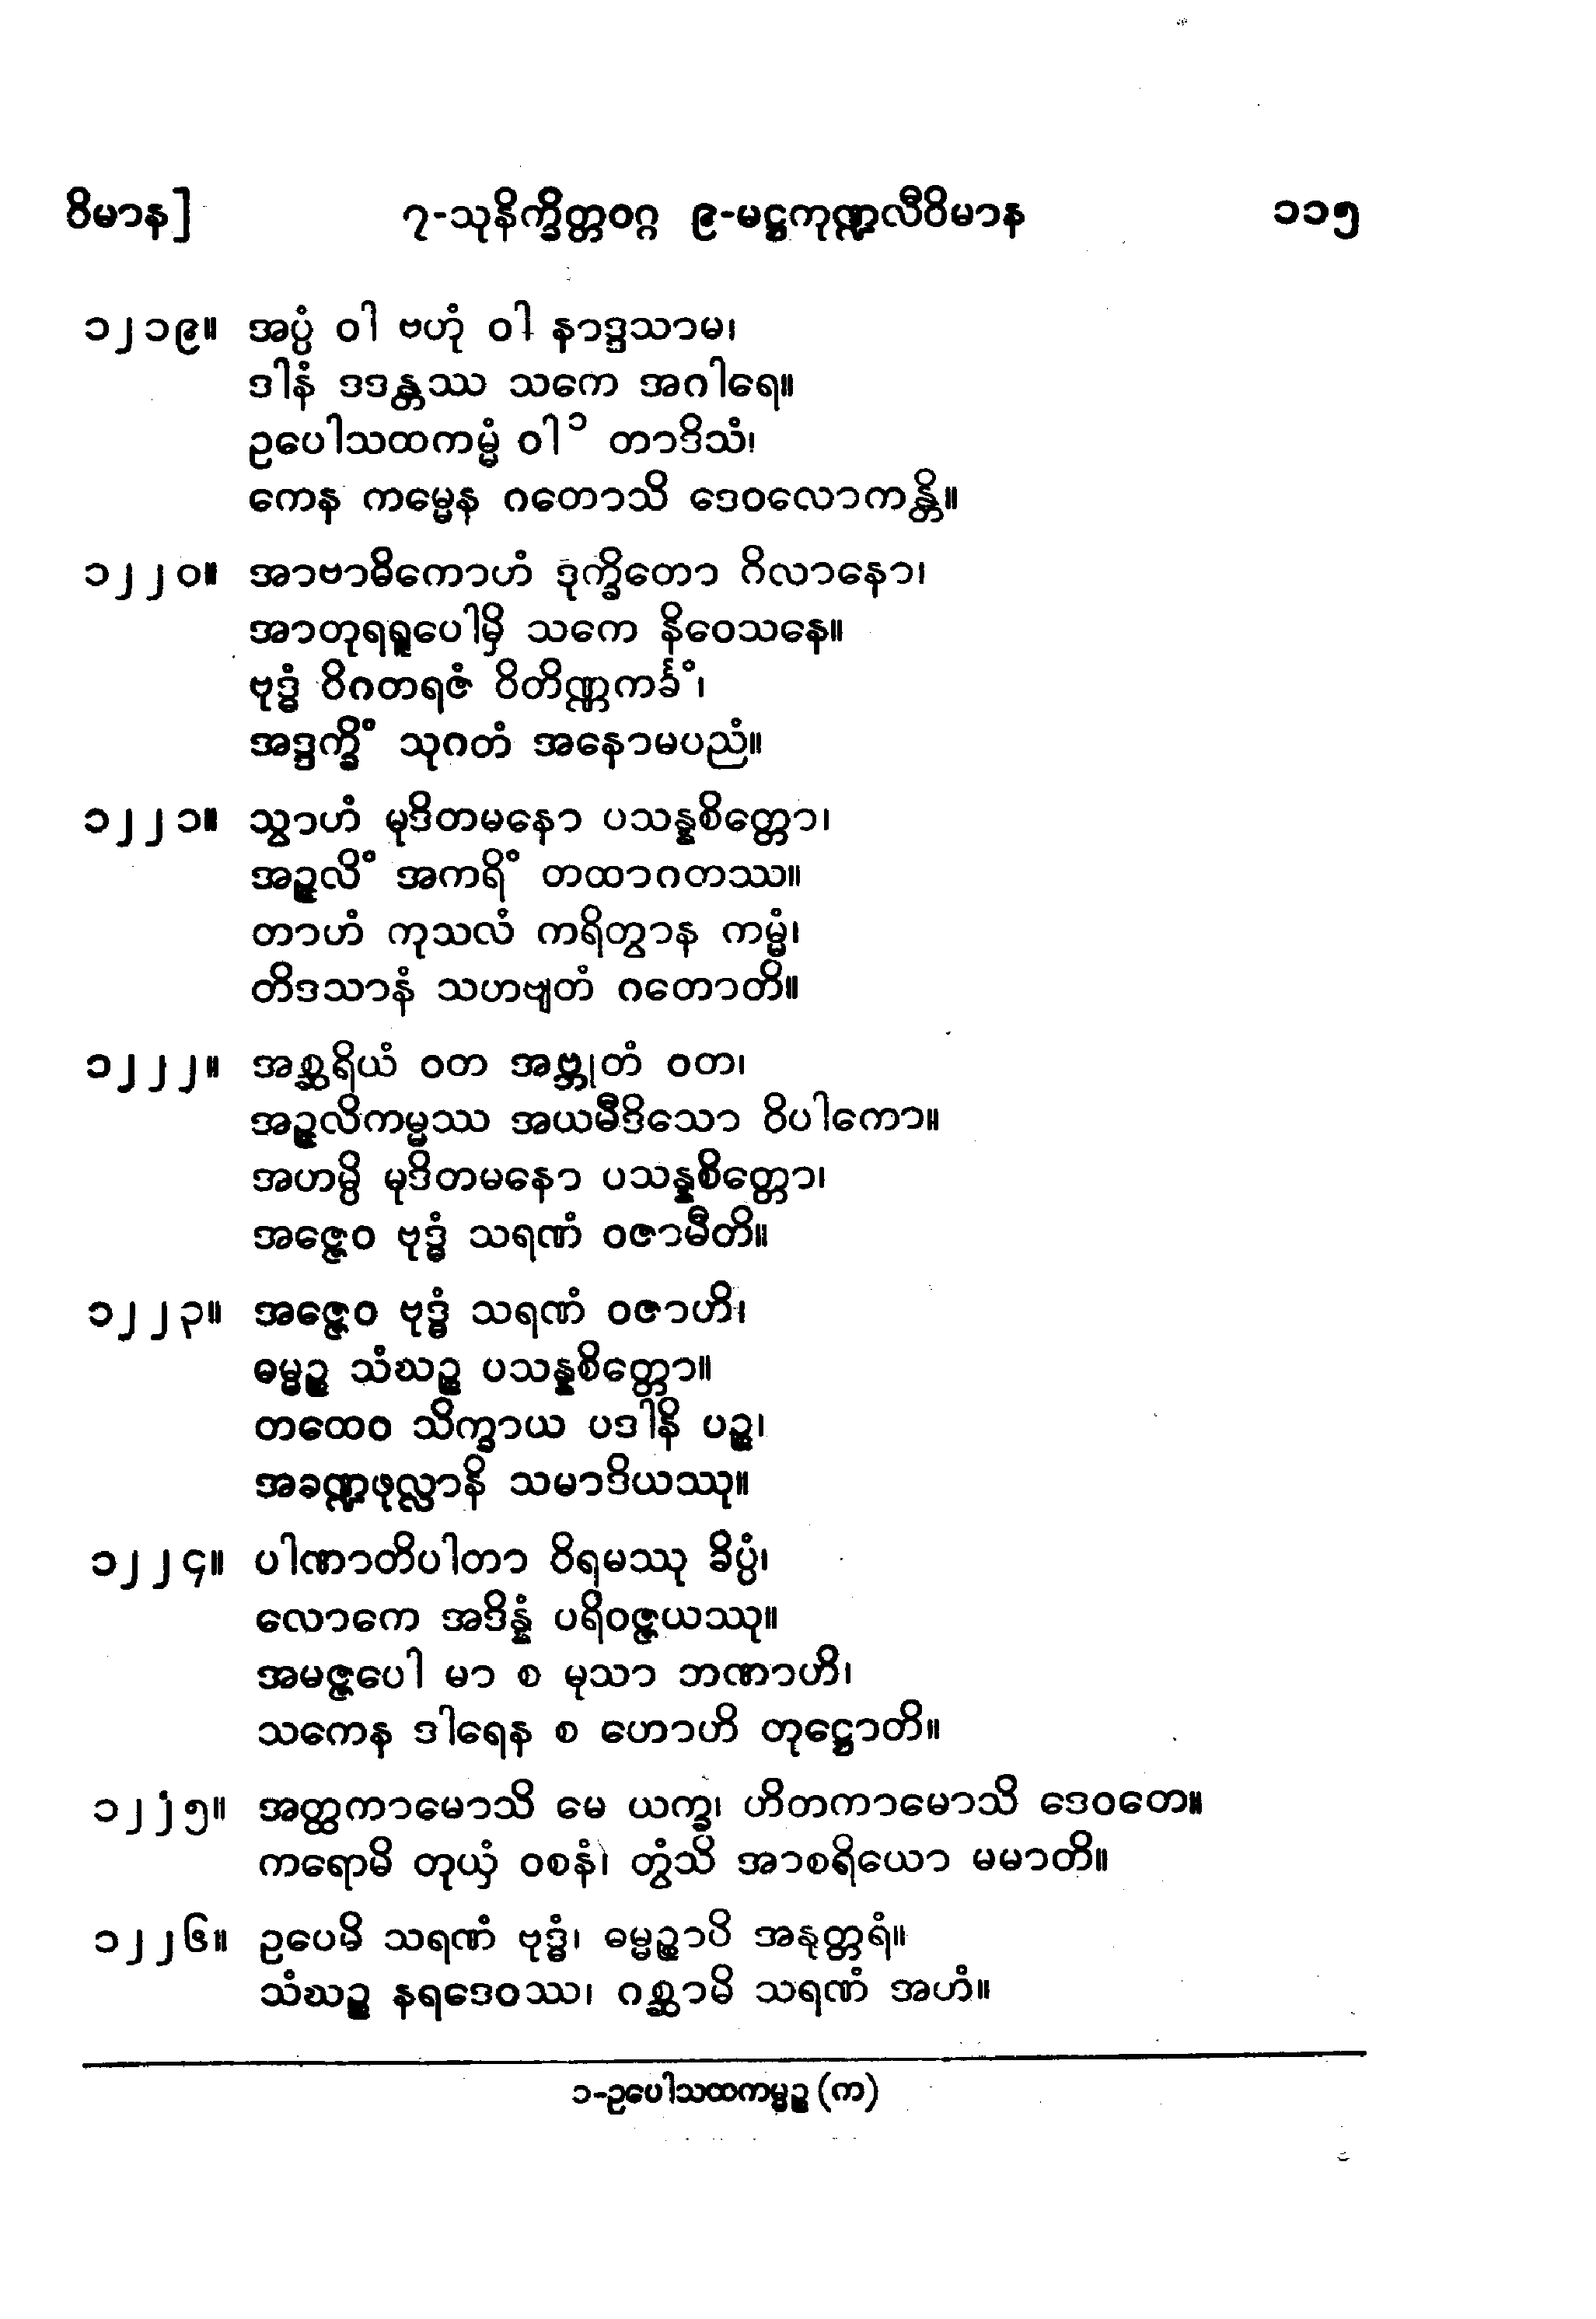 ဝိမာန]	၇-သုနိက္ခိတ္တဝဂ္ဂ ၉-မဋ္ဌကုဏ္ဍလီဝိမာန	၁၁၅
၁၂၁၉။ အပ္ပံ ဝါ ဗဟုံ ဝါ နာဒ္ဒသာမ၊
ဒါနံ ဒဒန္တဿ သကေ အဂါရေ။
ဥပေါသထကမ္မံ ဝါ၁ တာဒိသံ၊
ကေန ကမ္မေန ဂတောသိ ဒေဝလောကန္တိ။
၁၂၂၀။ အာဗာဓိကောဟံ ဒုက္ခိတော ဂိလာနော၊
အာတုရရူပေါမှိ သကေ နိဝေသနေ။
ဗုဒ္ဓံ ဝိဂတရဇံ ဝိတိဏ္ဏကင်္ခံ၊
အဒ္ဒက္ခိံ သုဂတံ အနောမပညံ။
၁၂၂၁။ သွာဟံ မုဒိတမနော ပသန္နစိတ္တော၊
အဉ္ဇလိံ အကရိံ တထာဂတဿ။
တာဟံ ကုသလံ ကရိတွာန ကမ္မံ၊
တိဒသာနံ သဟဗျတံ ဂတောတိ။
၁၂၂၂။ အစ္ဆရိယံ ဝတ အဗ္ဘုတံ ဝတ၊
အဉ္ဇလိကမ္မဿ အယမီဒိသော ဝိပါကော။
အဟမ္ပိ မုဒိတမနော ပသန္နစိတ္တော၊
အဇ္ဇေဝ ဗုဒ္ဓံ သရဏံ ဝဇာမီတိ။
၁၂၂၃။ အဇ္ဇေဝ ဗုဒ္ဓံ သရဏံ ဝဇာဟိ၊
ဓမ္မဉ္စ သံဃဉ္စ ပသန္နစိတ္တော။
တထေဝ သိက္ခာယ ပဒါနိ ပဉ္စ၊
အခဏ္ဍဖုလ္လာနိ သမာဒိယဿု။
၁၂၂၄။ ပါဏာတိပါတာ ဝိရမဿု ခိပ္ပံ၊
လောကေ အဒိန္နံ ပရိဝဇ္ဇယဿု။
အမဇ္ဇပေါ မာ စ မုသာ ဘဏာဟိ၊
သကေန ဒါရေန စ ဟောဟိ တုဋ္ဌောတိ။
၁၂၂၅။ အတ္ထကာမောသိ မေ ယက္ခ၊ ဟိတကာမောသိ ဒေဝတေ။
ကရောမိ တုယှံ ဝစနံ၊ တွံသိ အာစရိယော မမာတိ။
၁၂၂၆။ ဥပေမိ သရဏံ ဗုဒ္ဓံ၊ ဓမ္မဉ္စာပိ အနုတ္တရံ။
သံဃဉ္စ နရဒေဝဿ၊ ဂစ္ဆာမိ သရဏံ အဟံ။
၁-ဥပေါသထကမ္မဉ္စ (က)